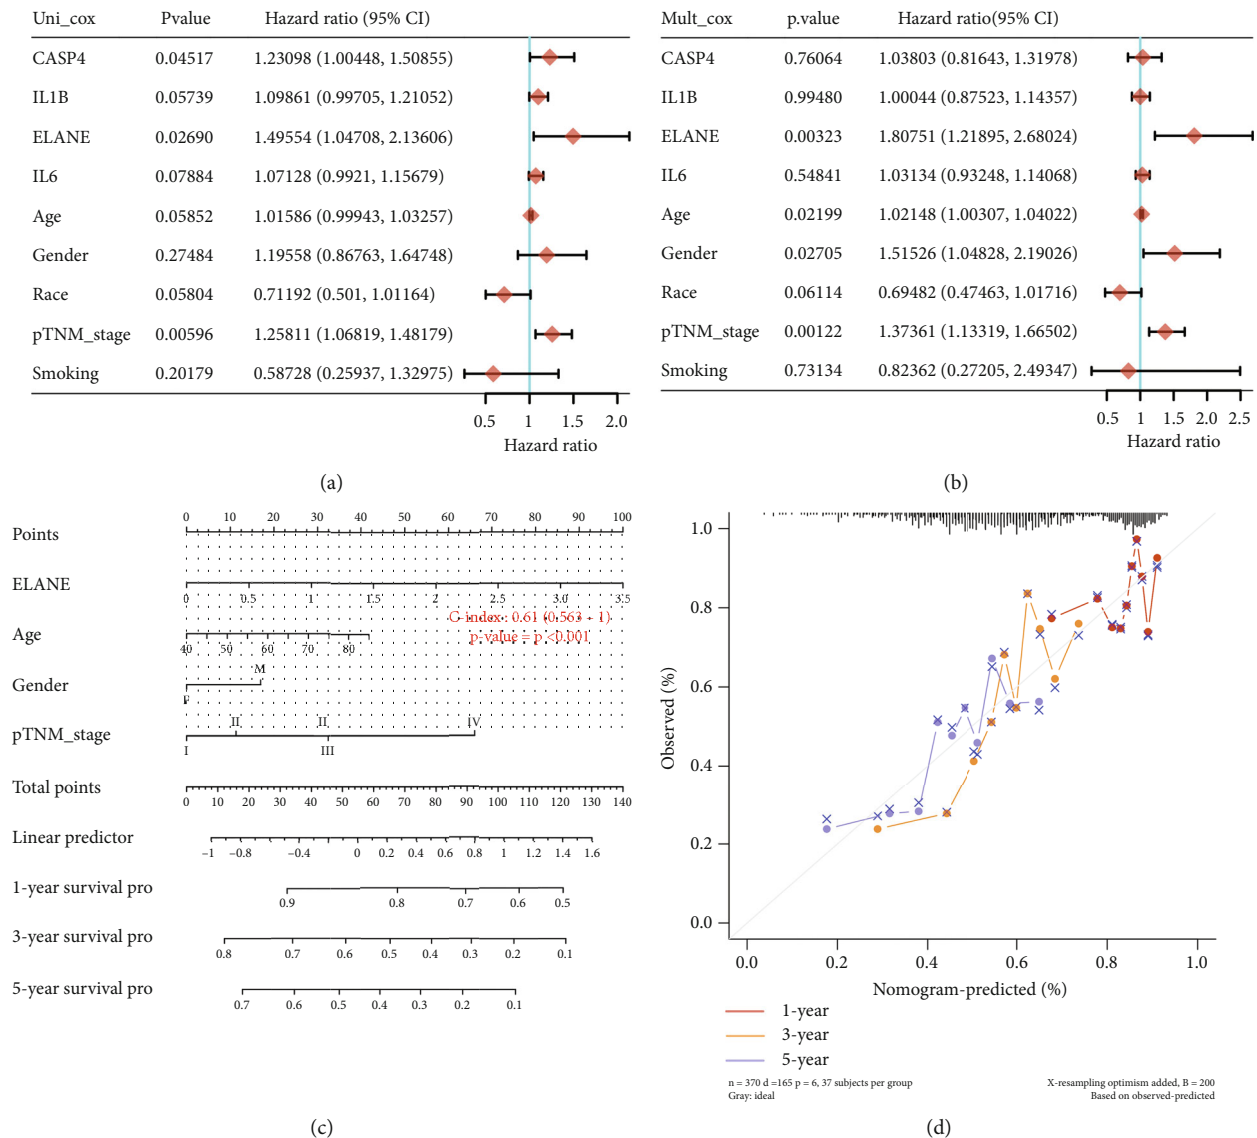 Uni_cox Pvalue Hazard ratio (95% CI)
CASP4 0.04517 1.23098 (1.00448, 1.50855)
IL1B 0.05739 1.09861 (0.99705, 1.21052)
ELANE 0.02690 1.49554 (1.04708, 2.13606)
IL6 0.07884 1.07128 (0.9921, 1.15679)
Age 0.05852 1.01586 (0.99943, 1.03257)
Gender 0.27484 1.19558 (0.86763, 1.64748)
Race 0.05804 0.71192 (0.501, 1.01164)
pTNM_stage 0.00596 1.25811 (1.06819, 1.48179)
Smoking 0.20179 0.58728 (0.25937, 1.32975)
0.5 1 1.5 2.0
Hazard ratio
(a)
Mult_cox p.value Hazard ratio(95% CI)
CASP4 0.76064 1.03803 (0.81643, 1.31978)
IL1B 0.99480 1.00044 (0.87523, 1.14357)
ELANE 0.00323 1.80751 (1.21895, 2.68024)
IL6 0.54841 1.03134 (0.93248, 1.14068)
Age 0.02199 1.02148 (1.00307, 1.04022)
Gender 0.02705 1.51526 (1.04828, 2.19026)
Race 0.06114 0.69482 (0.47463, 1.01716)
pTNM_stage 0.00122 1.37361 (1.13319, 1.66502)
Smoking 0.73134 0.82362 (0.27205, 2.49347)
0.5 1 1.5 2.0 2.5
Hazard ratio
(b)
0 10 20 30 40 50 60 70 80 90 100
Points
ELANE
0 0.5 1 1.5 2 2.5 3.0 3.5
C-index : 0.61 (0.563 - 1)
p-value = p <0.001
Age
40 50 60 70 80
M
Gender
F
II II IV
pTNM_stage
I III
Total points
0 10 20 30 40 50 60 70 80 90 100 110 120 130 140
Linear predictor
−1 −0.8 −0.4 0 0.2 0.4 0.6 0.8 1 1.2 1.4 1.6
1-year survival pro
0.9 0.8 0.7 0.6 0.5
3-year survival pro
0.8 0.7 0.6 0.5 0.4 0.3 0.2 0.1
5-year survival pro
0.7 0.6 0.5 0.4 0.3 0.2 0.1
(c)
1.0
0.8
0.6
0.4
0.2
0.0
Observed (%)
0.0 0.2 0.4 0.6 0.8 1.0
Nomogram-predicted (%)
1-year
3-year
5-year
n = 370 d =165 p = 6, 37 subjects per group
Gray: ideal
X-resampling optimism added, B = 200
Based on observed-predicted
(d)